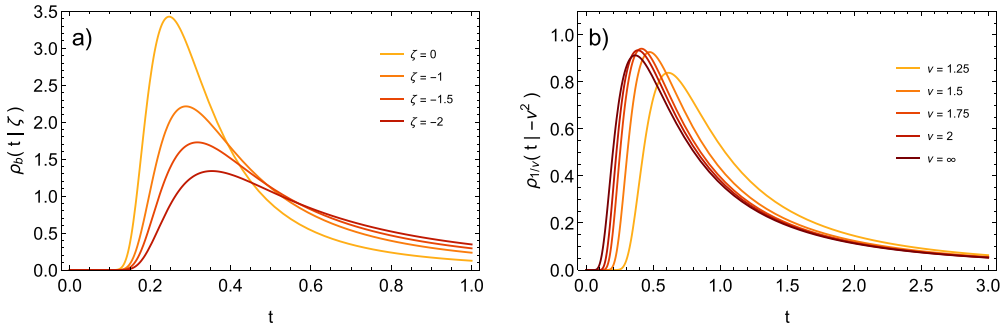 a)
3.5
3.0
2.5
2.0
1.5
1.0
0.5
0.0
ρb( t | ζ )
ζ = 0
ζ = −1
ζ = −1.5
ζ = −2
0.0 0.2 0.4 0.6 0.8 1.0
t
b)
1.0
0.8
0.6
0.4
0.2
0.0
ρ1/ν( t | −ν² )
ν = 1.25
ν = 1.5
ν = 1.75
ν = 2
ν = ∞
0.0 0.5 1.0 1.5 2.0 2.5 3.0
t